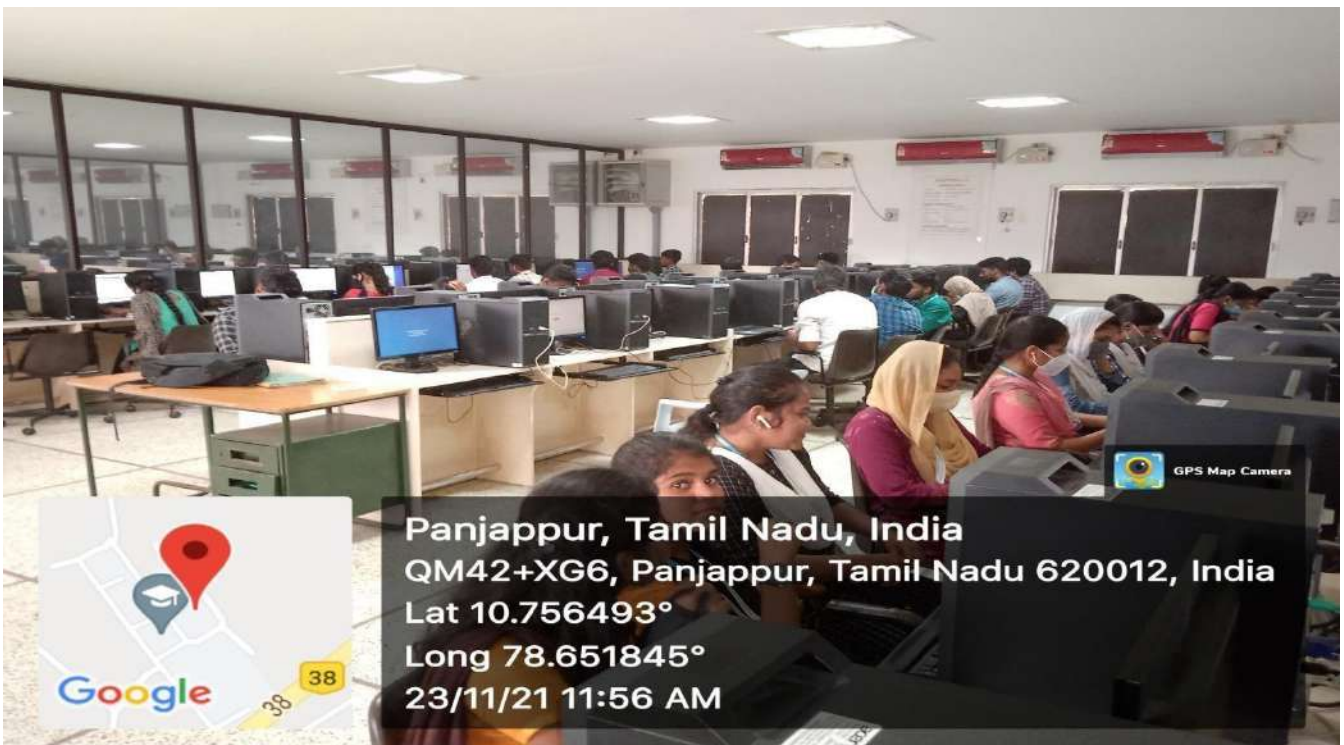 GPS Map Camera
Panjappur, Tamil Nadu, India
QM42+XG6, Panjappur, Tamil Nadu 620012, India
Lat 10.756493°
Long 78.651845°
23/11/21 11:56 AM
Google
38
38